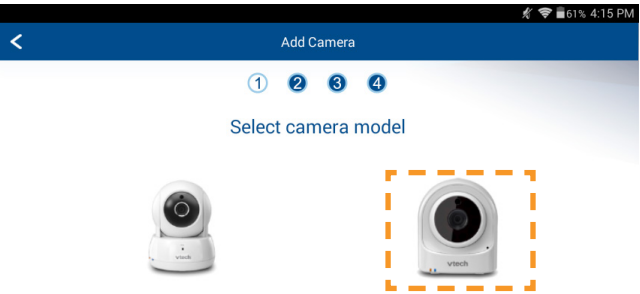 61% 4:15 PM
Add Camera
1 2 3 4
Select camera model
vtech vtech